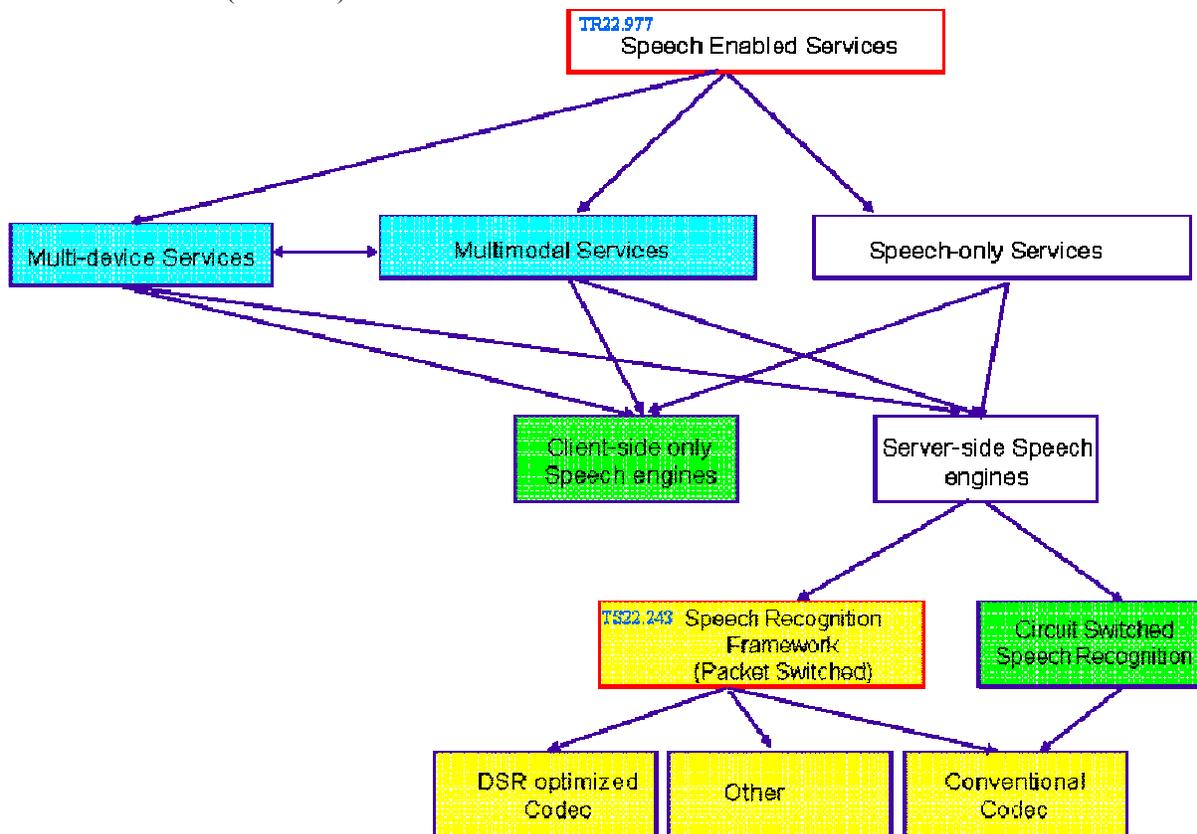 TR22.977
Speech Enabled Services
Multi-device Services
Multimodal Services
Speech-only Services
Client-side only
Speech engines
Server-side Speech
engines
TS22.243 Speech Recognition
Framework
(Packet Switched)
Circuit Switched
Speech Recognition
DSR optimized
Codec
Other
Conventional
Codec